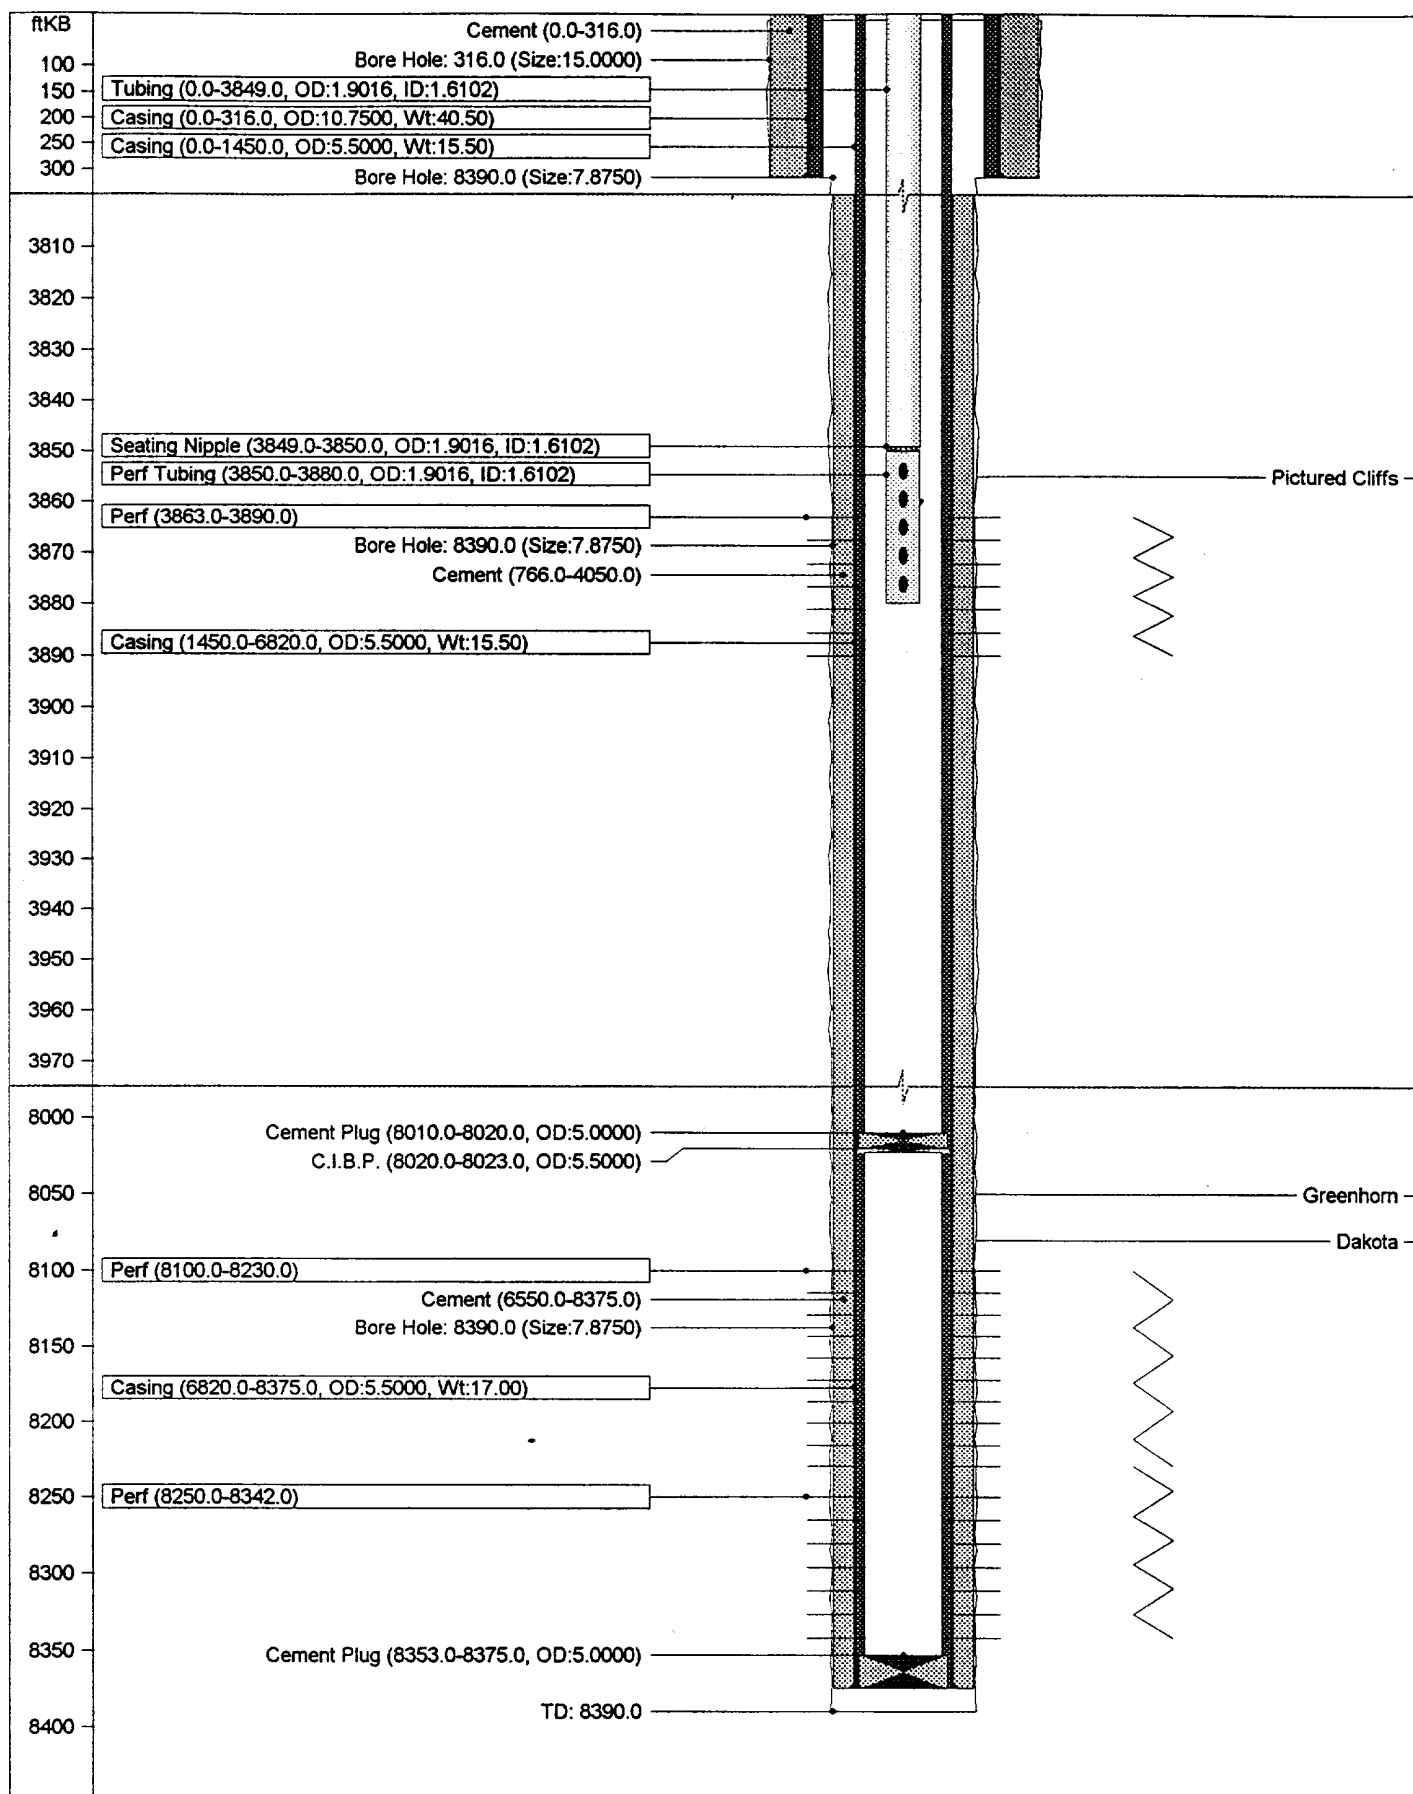 ftKB
Cement (0.0-316.0)
Bore Hole: 316.0 (Size:15.0000)
100
150
Tubing (0.0-3849.0, OD:1.9016, ID:1.6102)
200
Casing (0.0-316.0, OD:10.7500, Wt:40.50)
250
Casing (0.0-1450.0, OD:5.5000, Wt:15.50)
300
Bore Hole: 8390.0 (Size:7.8750)
3810
3820
3830
3840
3850
Seating Nipple (3849.0-3850.0, OD:1.9016, ID:1.6102)
Perf Tubing (3850.0-3880.0, OD:1.9016, ID:1.6102)
Pictured Cliffs
3860
Perf (3863.0-3890.0)
3870
Bore Hole: 8390.0 (Size:7.8750)
Cement (766.0-4050.0)
3880
Casing (1450.0-6820.0, OD:5.5000, Wt:15.50)
3890
3900
3910
3920
3930
3940
3950
3960
3970
8000
Cement Plug (8010.0-8020.0, OD:5.0000)
C.I.B.P. (8020.0-8023.0, OD:5.5000)
8050
Greenhorn
Dakota
8100
Perf (8100.0-8230.0)
Cement (6550.0-8375.0)
Bore Hole: 8390.0 (Size:7.8750)
8150
Casing (6820.0-8375.0, OD:5.5000, Wt:17.00)
8200
8250
Perf (8250.0-8342.0)
8300
8350
Cement Plug (8353.0-8375.0, OD:5.0000)
TD: 8390.0
8400